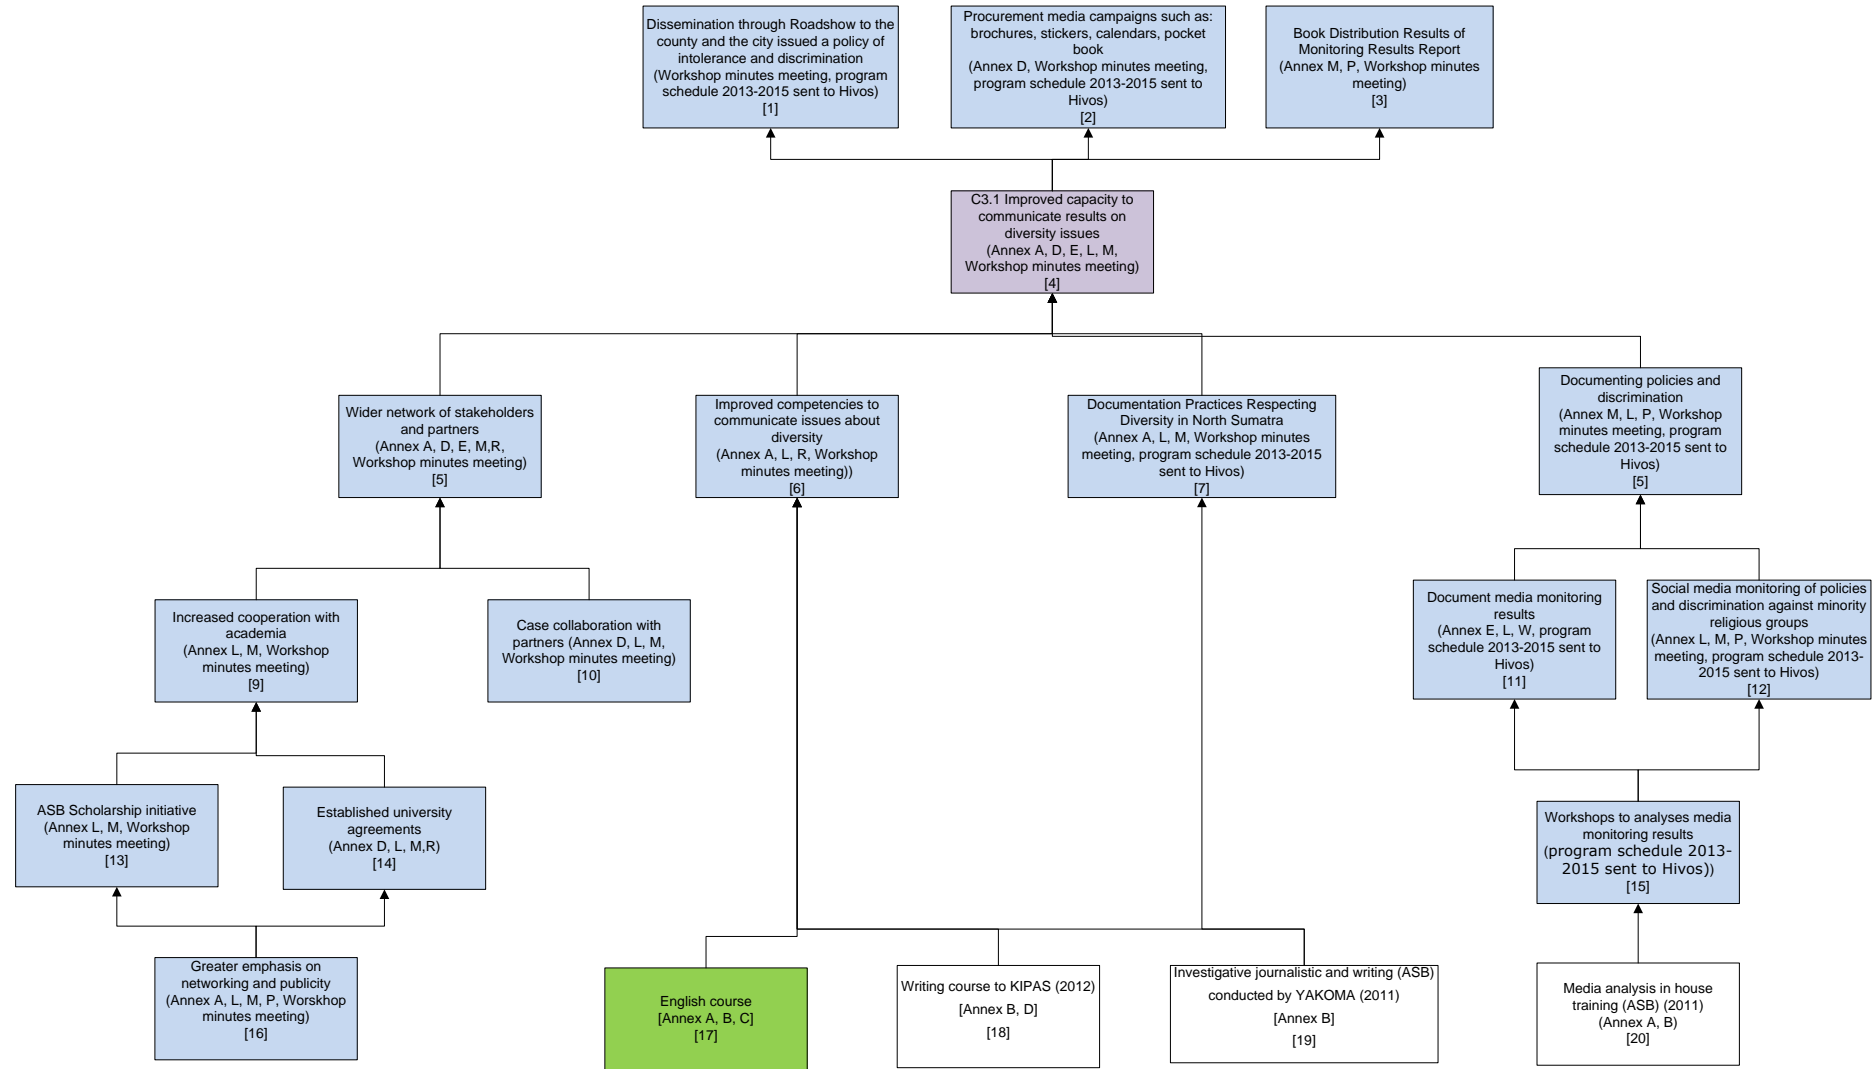 Dissemination through Roadshow to the
county and the city issued a policy of
intolerance and discrimination
(Workshop minutes meeting, program
schedule 2013-2015 sent to Hivos)
[1]
Procurement media campaigns such as:
brochures, stickers, calendars, pocket
book
(Annex D, Workshop minutes meeting,
program schedule 2013-2015 sent to
Hivos)
[2]
Book Distribution Results of
Monitoring Results Report
(Annex M, P, Workshop minutes
meeting)
[3]
C3.1 Improved capacity to
communicate results on
diversity issues
(Annex A, D, E, L, M,
Workshop minutes meeting)
[4]
Wider network of stakeholders
and partners
(Annex A, D, E, M,R,
Workshop minutes meeting)
[5]
Improved competencies to
communicate issues about
diversity
(Annex A, L, R, Workshop
minutes meeting))
[6]
Documentation Practices Respecting
Diversity in North Sumatra
(Annex A, L, M, Workshop minutes
meeting, program schedule 2013-2015
sent to Hivos)
[7]
Documenting policies and
discrimination
(Annex M, L, P, Workshop
minutes meeting, program
schedule 2013-2015 sent to
Hivos)
[5]
Increased cooperation with
academia
(Annex L, M, Workshop
minutes meeting)
[9]
Case collaboration with
partners (Annex D, L, M,
Workshop minutes meeting)
[10]
Document media monitoring
results
(Annex E, L, W, program
schedule 2013-2015 sent to
Hivos)
[11]
Social media monitoring of policies
and discrimination against minority
religious groups
(Annex L, M, P, Workshop minutes
meeting, program schedule 2013-
2015 sent to Hivos)
[12]
ASB Scholarship initiative
(Annex L, M, Workshop
minutes meeting)
[13]
Established university
agreements
(Annex D, L, M,R)
[14]
Workshops to analyses media
monitoring results
(program schedule 2013-
2015 sent to Hivos))
[15]
Greater emphasis on
networking and publicity
(Annex A, L, M, P, Worskhop
minutes meeting)
[16]
English course
[Annex A, B, C]
[17]
Writing course to KIPAS (2012)
[Annex B, D]
[18]
Investigative journalistic and writing (ASB)
conducted by YAKOMA (2011)
[Annex B]
[19]
Media analysis in house
training (ASB) (2011)
(Annex A, B)
[20]